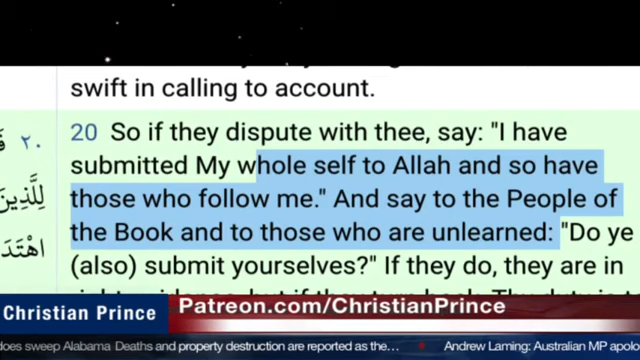 swift in calling to account.
20 So if they dispute with thee, say: "I have
٢٠.
submitted My whole self to Allah and so have
those who follow me." And say to the People of
the Book and to those who are unlearned: "Do ye
(also) submit yourselves?" If they do, they are in
Christian Prince
Patreon.com/ChristianPrince
does sweep Alabama Deaths and property destruction are reported as the... Andrew Laming: Australian MP apolo